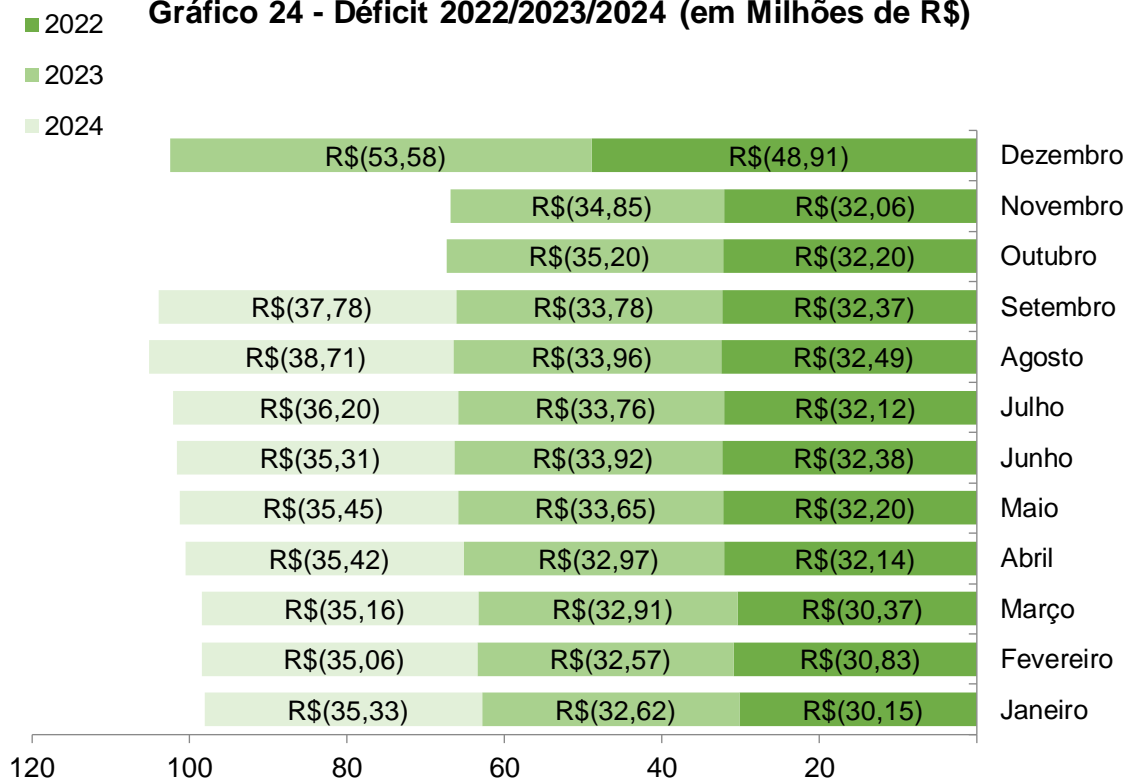 Gráfico 24 - Déficit 2022/2023/2024 (em Milhões de R$)
2022
2023
2024
R$(53,58) R$(48,91) Dezembro
R$(34,85) R$(32,06) Novembro
R$(35,20) R$(32,20) Outubro
R$(37,78) R$(33,78) R$(32,37) Setembro
R$(38,71) R$(33,96) R$(32,49) Agosto
R$(36,20) R$(33,76) R$(32,12) Julho
R$(35,31) R$(33,92) R$(32,38) Junho
R$(35,45) R$(33,65) R$(32,20) Maio
R$(35,42) R$(32,97) R$(32,14) Abril
R$(35,16) R$(32,91) R$(30,37) Março
R$(35,06) R$(32,57) R$(30,83) Fevereiro
R$(35,33) R$(32,62) R$(30,15) Janeiro
120 100 80 60 40 20